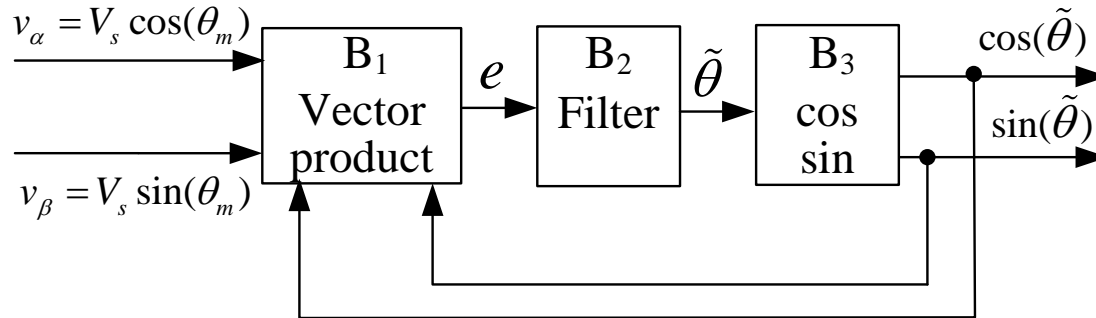 v_α = V_s cos(θ_m)
v_β = V_s sin(θ_m)
B₁
Vector
product
e
B₂
Filter
θ̃
B₃
cos
sin
cos(θ̃)
sin(θ̃)